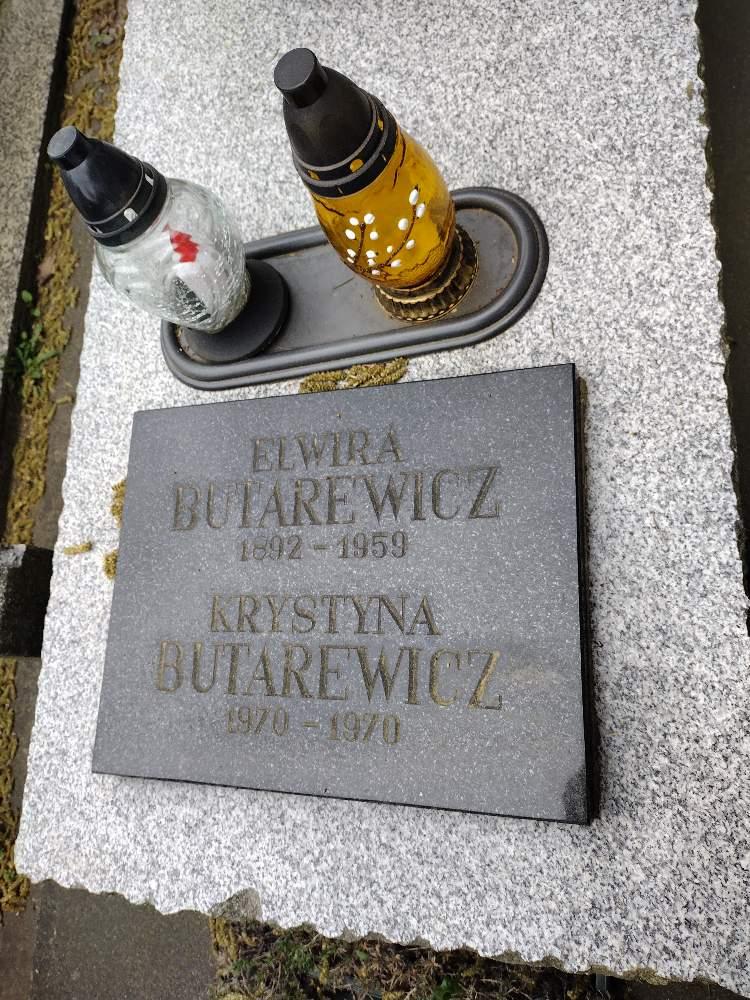 ELWIRA
BUTAREWICZ
1892 - 1959
KRYSTYNA
BUTAREWICZ
1970 - 1970